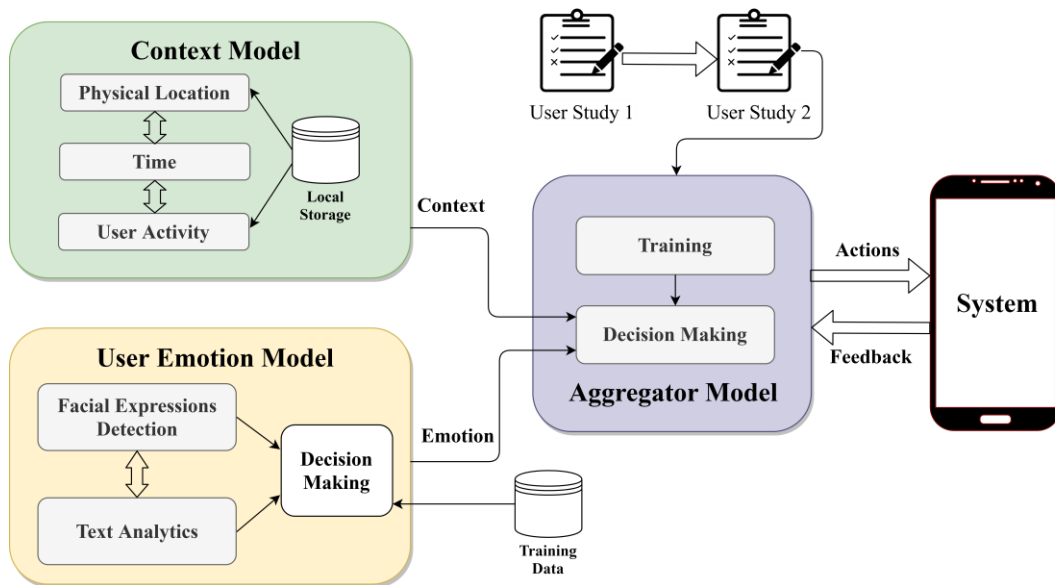 Context Model
Physical Location
Time
User Activity
Local
Storage
Context
User Study 1
User Study 2
Training
Decision Making
Aggregator Model
Actions
Feedback
System
User Emotion Model
Facial Expressions
Detection
Text Analytics
Decision
Making
Emotion
Training
Data